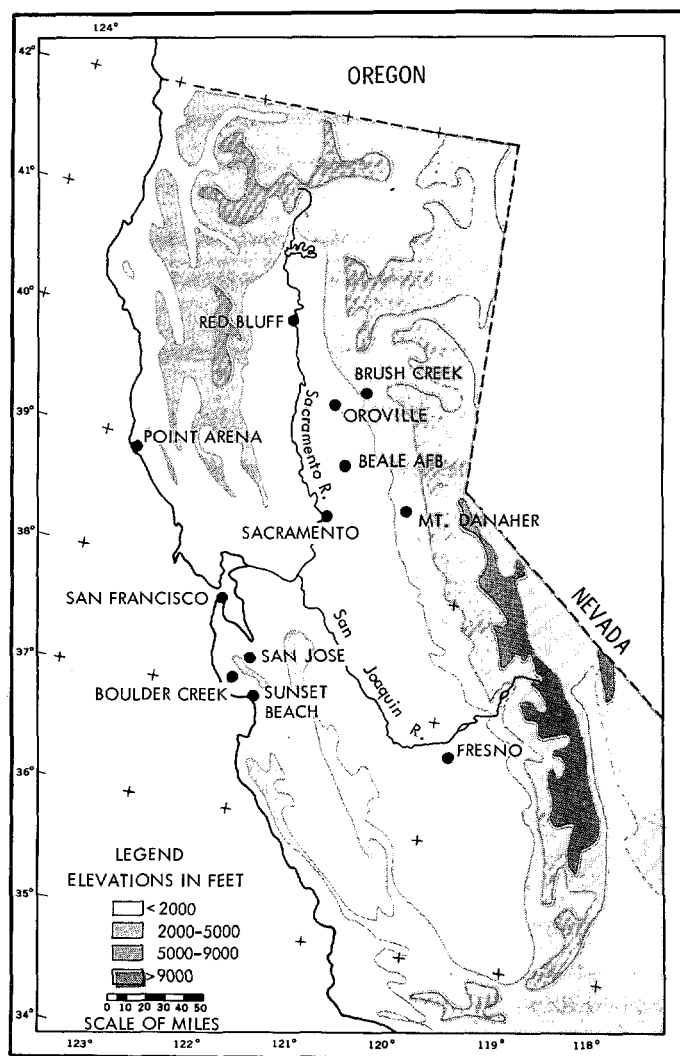 124°
42°
OREGON
41°
40°
RED BLUFF
BRUSH CREEK
OROVILLE
39°
Sacramento R.
POINT ARENA
BEALE AFB
SACRAMENTO
MT. DANAHER
38°
SAN FRANCISCO
NEVADA
37°
San Joaquin R.
SAN JOSE
BOULDER CREEK
SUNSET
BEACH
FRESNO
36°
35°
LEGEND
ELEVATIONS IN FEET
< 2000
2000–5000
5000–9000
>9000
0 10 20 30 40 50
SCALE OF MILES
34°
123° 122° 121° 120° 119° 118°